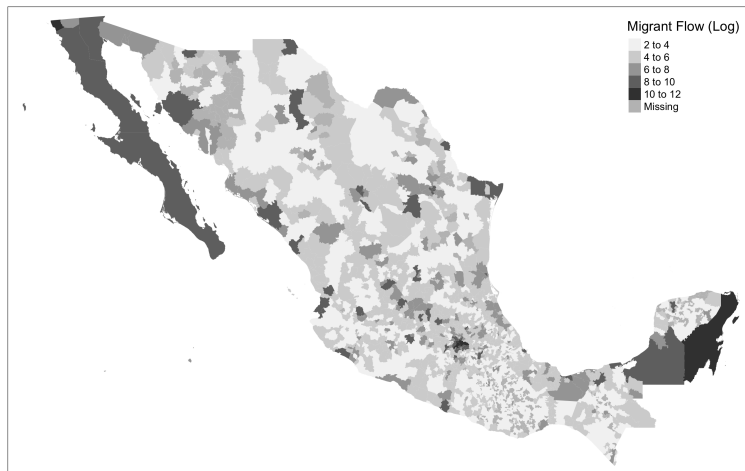 Migrant Flow (Log)
2 to 4
4 to 6
6 to 8
8 to 10
10 to 12
Missing